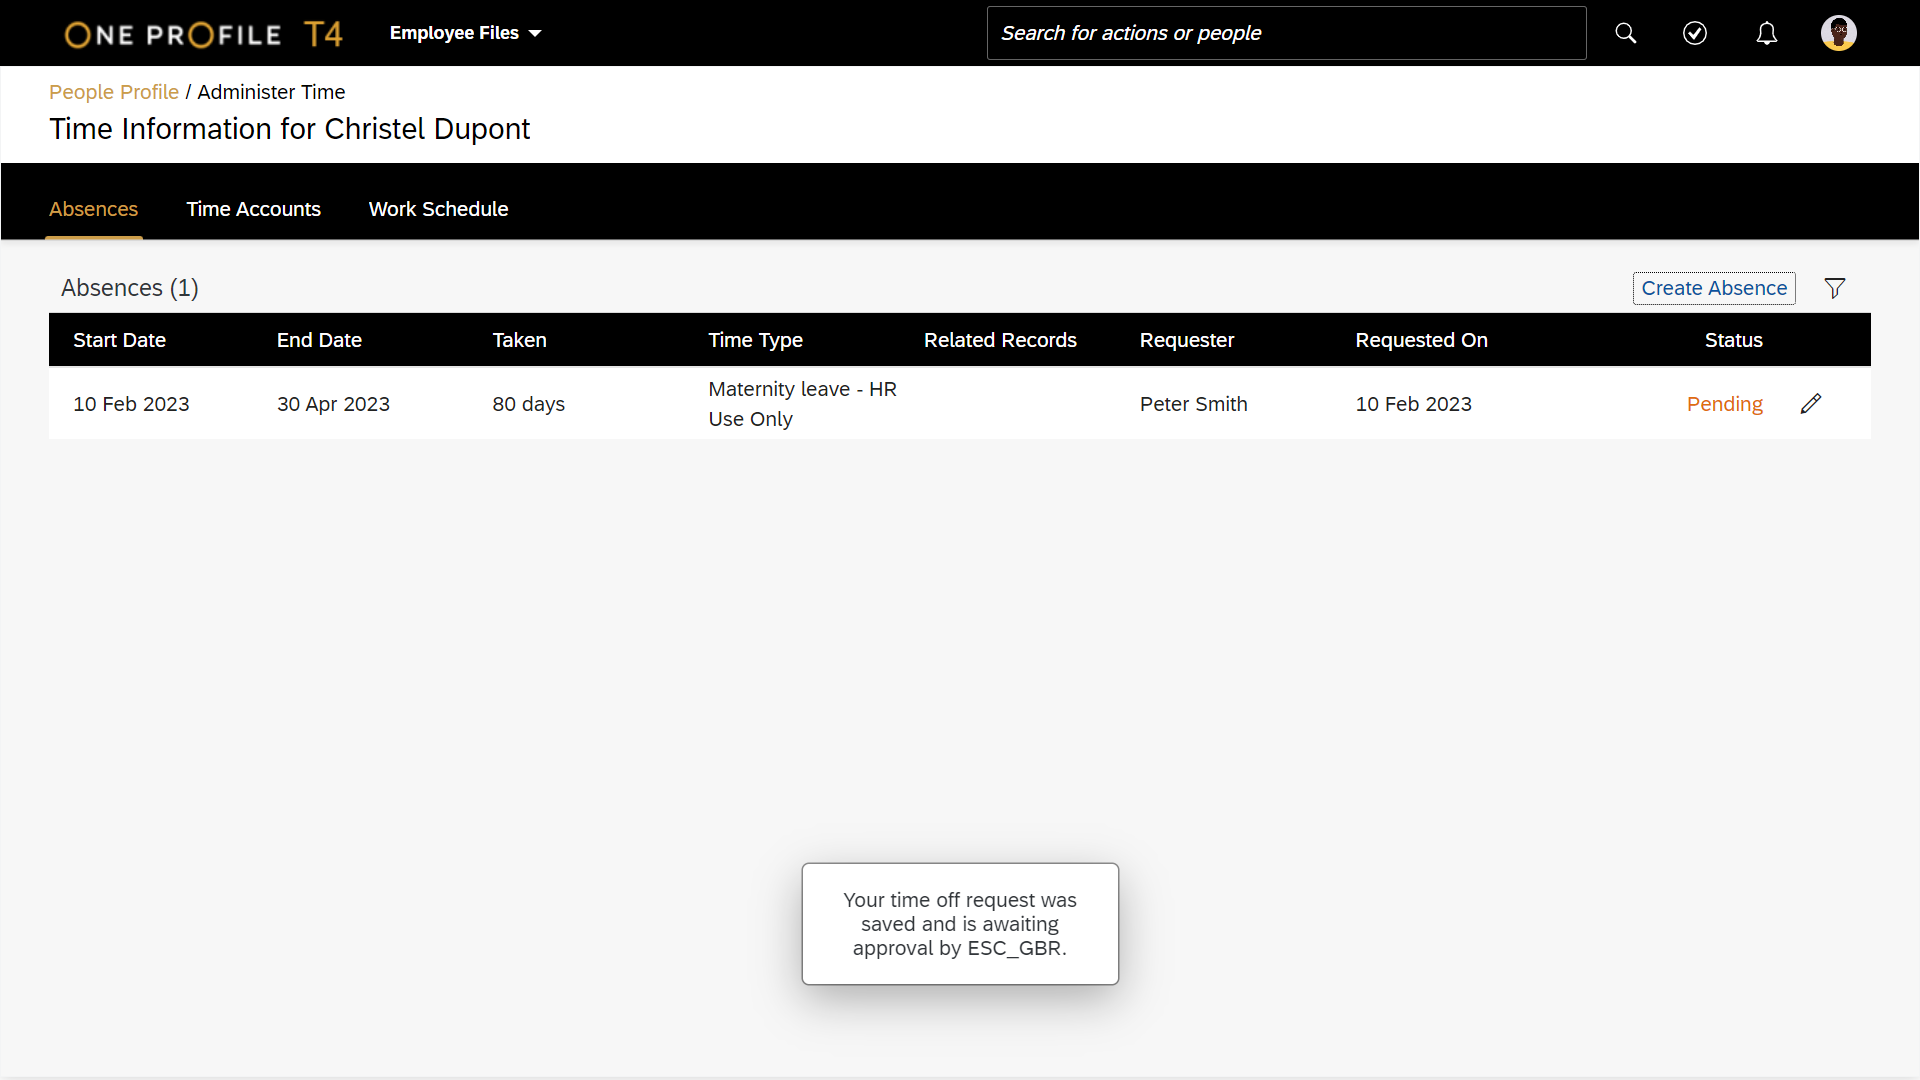 ONE PROFILE T4
Employee Files
Search for actions or people
People Profile / Administer Time
Time Information for Christel Dupont
Absences Time Accounts Work Schedule
Absences (1)
Create Absence
Start Date End Date Taken Time Type Related Records Requester Requested On Status
10 Feb 2023 30 Apr 2023 80 days Maternity leave - HR
Use Only Peter Smith 10 Feb 2023 Pending
Your time off request was
saved and is awaiting
approval by ESC_GBR.